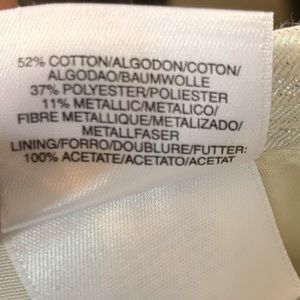 52% COTTON/ALGODON/COTON/
ALGODAO/BAUMWOLLE
37% POLYESTER/POLIESTER
11% METALLIC/METALICO/
FIBRE METALLIQUE/METALIZADO/
METALLFASER
LINING/FORRO/DOUBLURE/FUTTER:
100% ACETATE/ACETATO/ACETAT